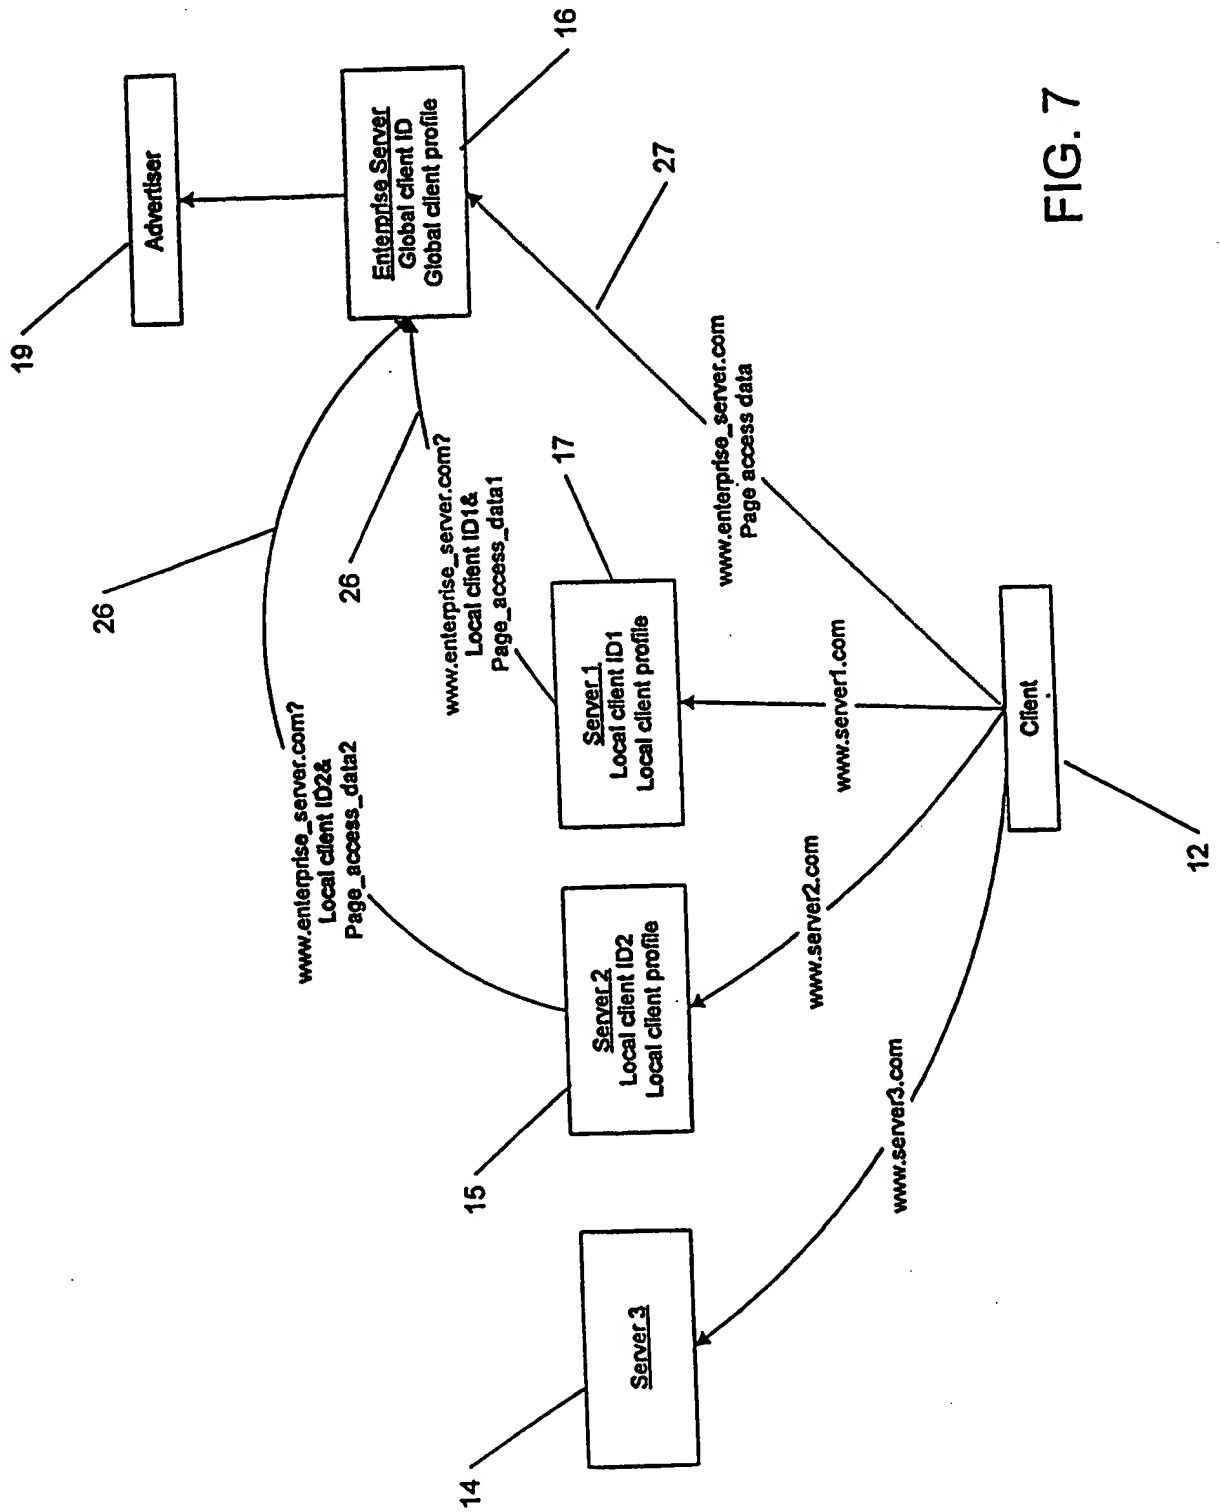 19
Advertiser
16
Enterprise Server
Global client ID
Global client profile
26
26
27
www.enterprise_server.com?
Local client ID2&
Page_access_data2
www.enterprise_server.com?
Local client ID1&
Page_access_data1
www.enterprise_server.com
Page access data
14
Server 3
15
Server 2
Local client ID2
Local client profile
17
Server 1
Local client ID1
Local client profile
www.server3.com
www.server2.com
www.server1.com
12
Client
FIG. 7